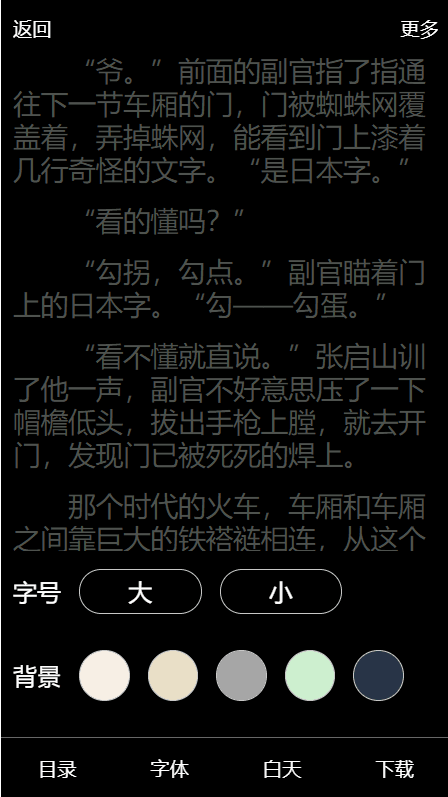 返回 更多
“爷。”前面的副官指了指通
往下一节车厢的门，门被蜘蛛网覆
盖着，弄掉蛛网，能看到门上漆着
几行奇怪的文字。“是日本字。”
“看的懂吗？”
“勾拐，勾点。”副官瞄着门
上的日本字。“勾——勾蛋。”
“看不懂就直说。”张启山训
了他一声，副官不好意思压了一下
帽檐低头，拔出手枪上膛，就去开
门，发现门已被死死的焊上。
那个时代的火车，车厢和车厢
之间靠巨大的铁褡裢相连，从这个
字号 大 小
背景
目录 字体 白天 下载